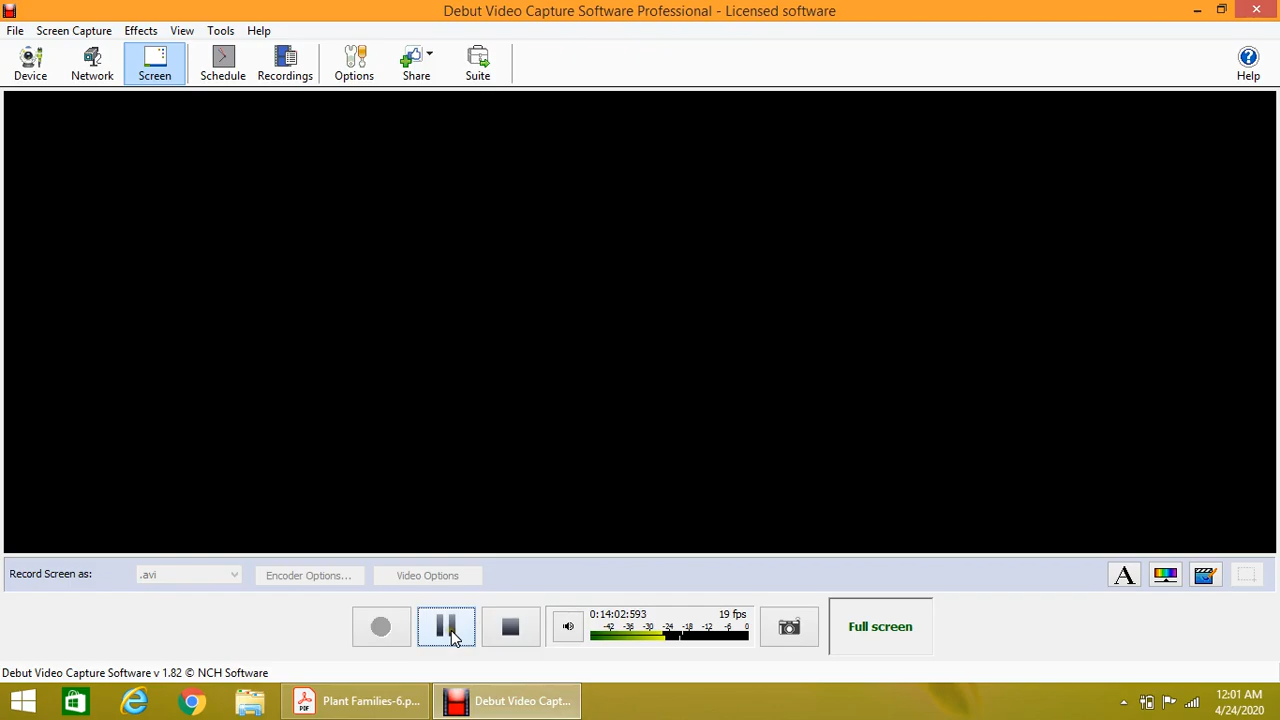 Debut Video Capture Software Professional - Licensed software
File Screen Capture Effects View Tools Help
Device Network Screen Schedule Recordings Options Share Suite Help
Record Screen as: .avi Encoder Options... Video Options A
0:14:02:593 19 fps
-42 -36 -30 -24 -18 -12 -6 0
Full screen
Debut Video Capture Software v 1.82 © NCH Software
Plant Families-6.p... Debut Video Capt...
12:01 AM
4/24/2020